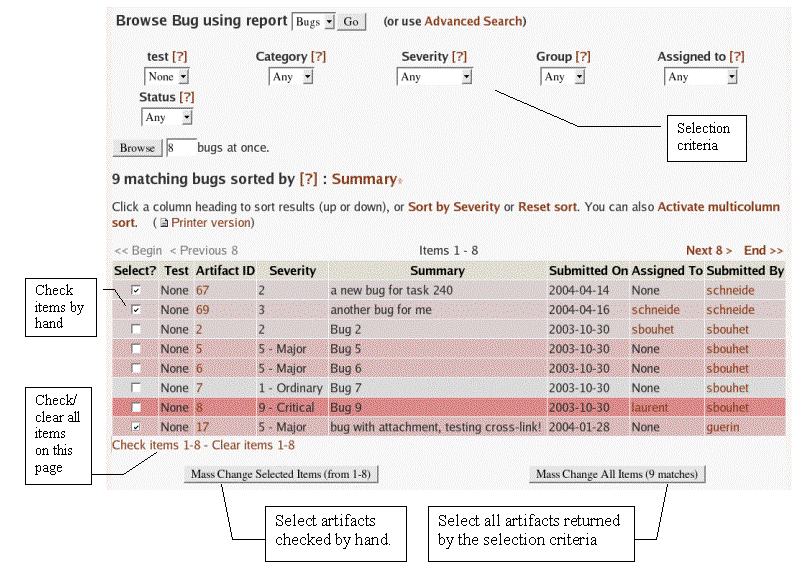 Browse Bug using report Bugs Go (or use Advanced Search)
test [?] Category [?] Severity [?] Group [?] Assigned to [?]
None Any Any Any Any
Status [?]
Any
Selection
criteria
Browse 8 bugs at once.
9 matching bugs sorted by [?] : Summary
Click a column heading to sort results (up or down), or Sort by Severity or Reset sort. You can also Activate multicolumn
sort. ( Printer version)
<< Begin < Previous 8 Items 1 - 8 Next 8 > End >>
Select? Test Artifact ID Severity Summary Submitted On Assigned To Submitted By
None 67 2 a new bug for task 240 2004-04-14 None schneide
None 69 3 another bug for me 2004-04-16 schneide schneide
None 2 2 Bug 2 2003-10-30 sbouhet sbouhet
None 5 5 - Major Bug 5 2003-10-30 None sbouhet
None 6 5 - Major Bug 6 2003-10-30 None sbouhet
None 7 1 - Ordinary Bug 7 2003-10-30 None sbouhet
None 8 9 - Critical Bug 9 2003-10-30 laurent sbouhet
None 17 5 - Major bug with attachment, testing cross-link! 2004-01-28 None guerin
Check items 1-8 - Clear items 1-8
Check
items by
hand
Check/
clear all
items
on this
page
Mass Change Selected Items (from 1-8) Mass Change All Items (9 matches)
Select artifacts
checked by hand.
Select all artifacts returned
by the selection criteria